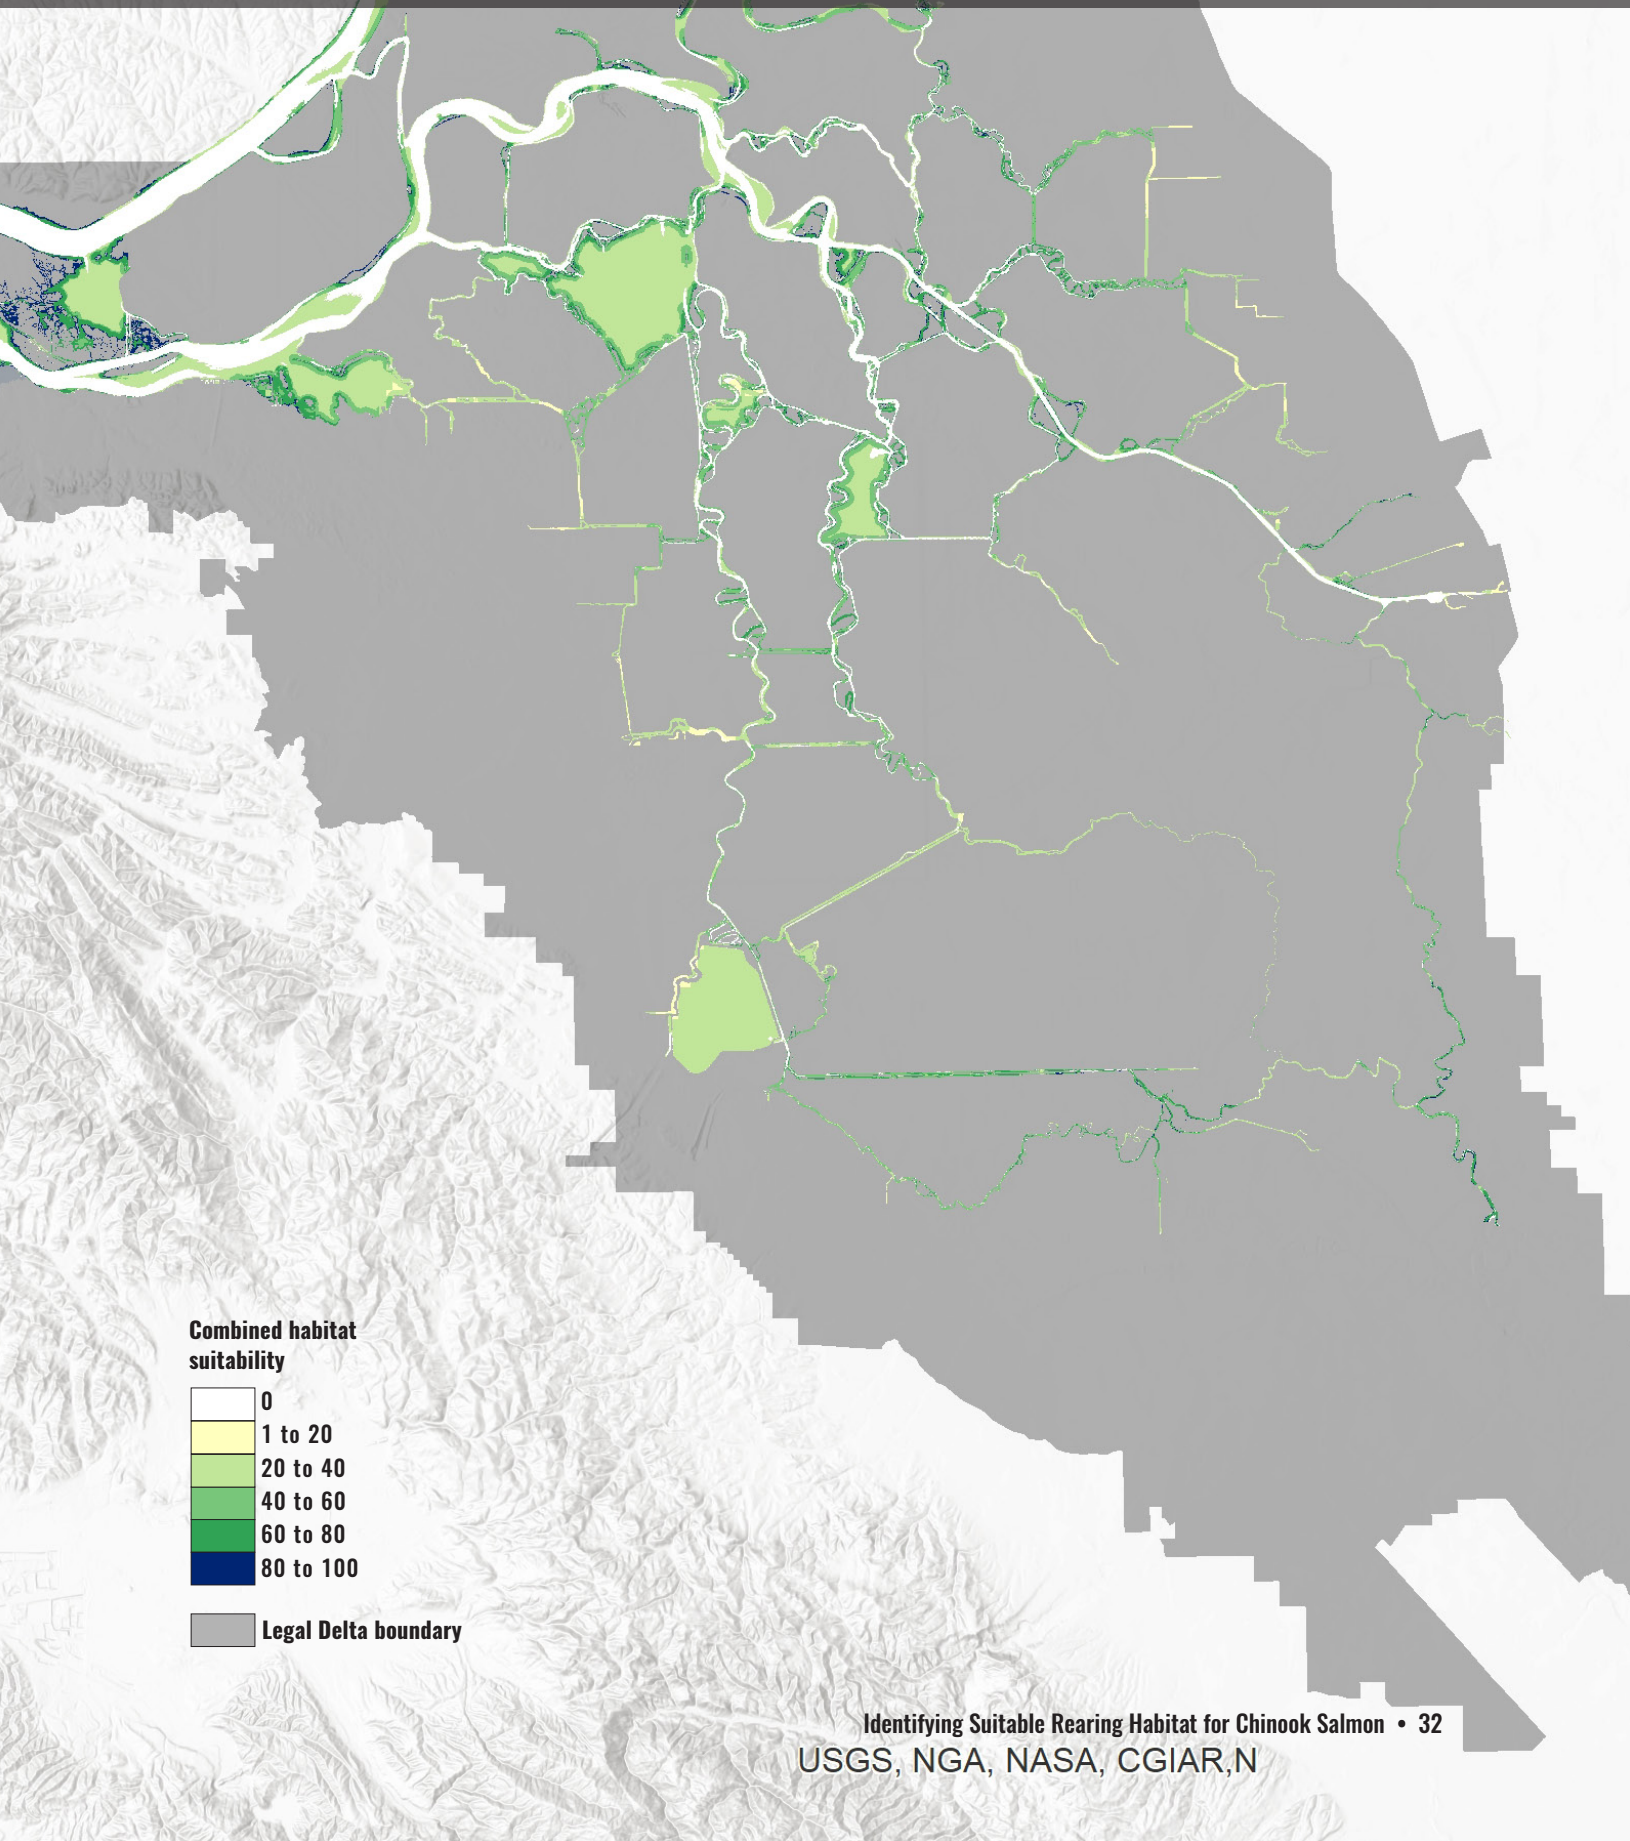 Combined habitat
suitability
0
1 to 20
20 to 40
40 to 60
60 to 80
80 to 100
Legal Delta boundary
Identifying Suitable Rearing Habitat for Chinook Salmon • 32
USGS, NGA, NASA, CGIAR,N